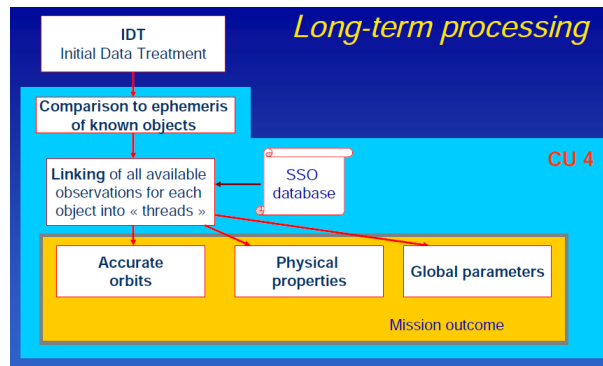 Long-term processing
IDT
Initial Data Treatment
Comparison to ephemeris
of known objects
CU 4
Linking of all available
observations for each
object into « threads »
SSO
database
Accurate
orbits
Physical
properties
Global parameters
Mission outcome